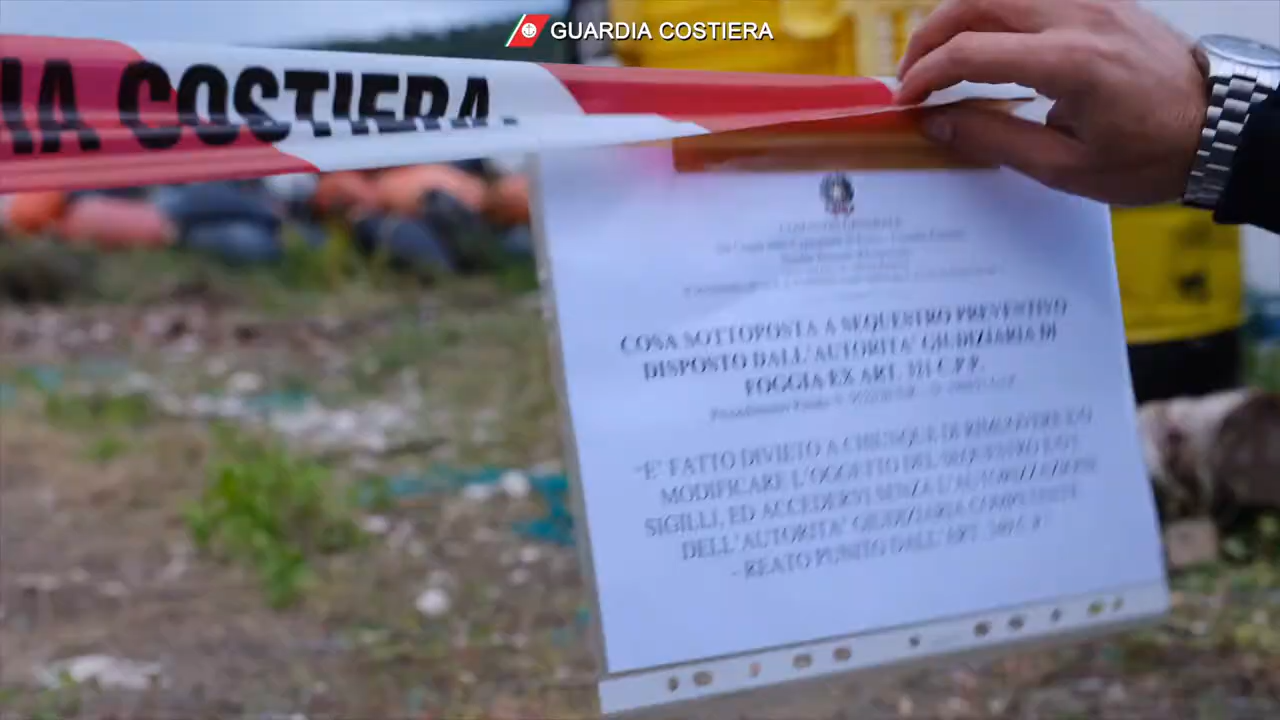 GUARDIA COSTIERA
IA COSTIERA
COSA SOTTOPOSTA A SEQUESTRO PREVENTIVO
DISPOSTO DALL'AUTORITA' GIUDIZIARIA DI
FOGGIA EX ART. 321 C.P.P.
"E' FATTO DIVIETO A CHIUNQUE DI RIMUOVERE E/O
MODIFICARE L'OGGETTO DEL SEQUESTRO E/O I
SIGILLI, ED ACCEDERVI SENZA L'AUTORIZZAZIONE
DELL'AUTORITA' GIUDIZIARIA COMPETENTE
- REATO PUNITO DALL'ART. 349 C.P.